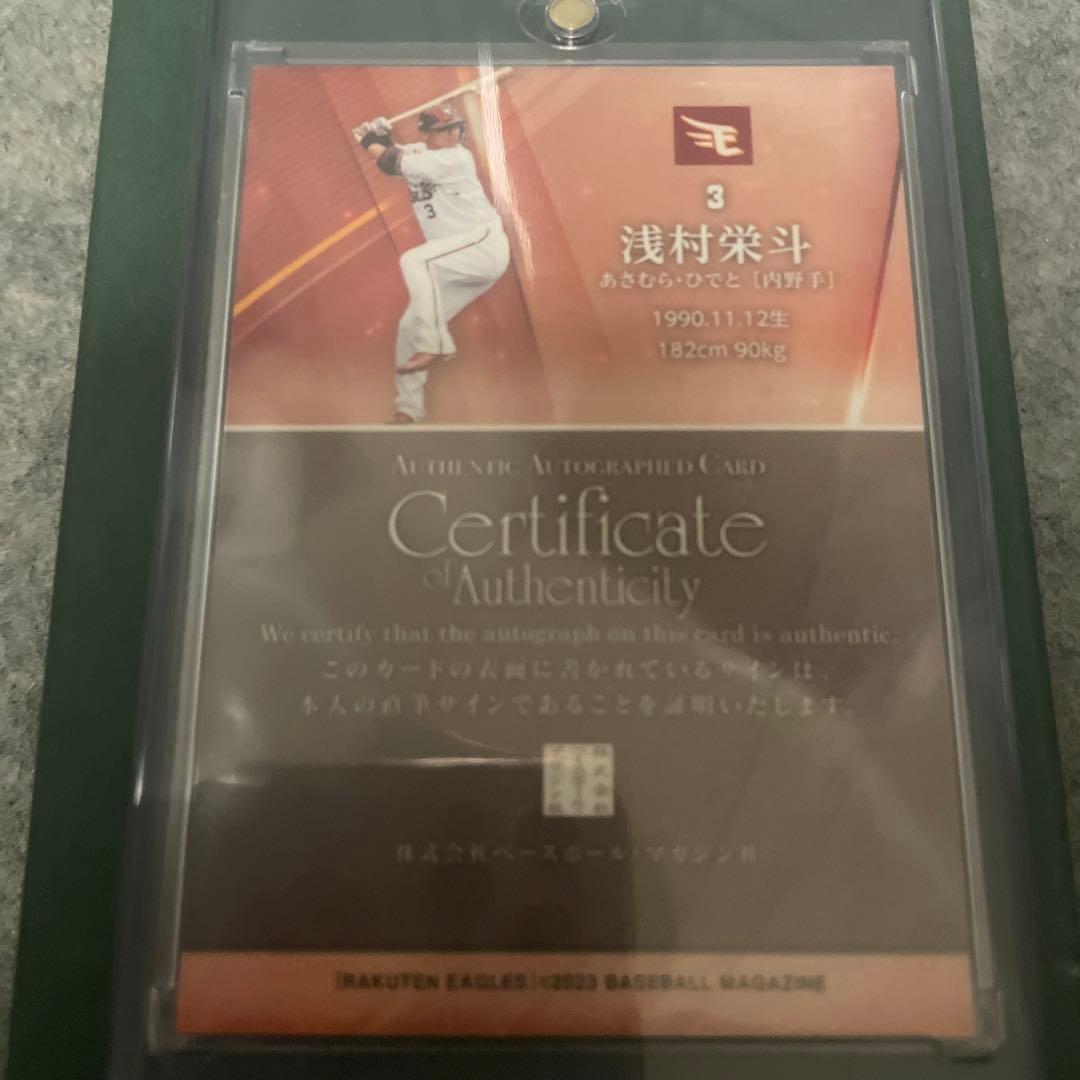 3
浅村栄斗
あさむら・ひでと [内野手]
1990.11.12生
182cm 90kg
3
AUTHENTIC AUTOGRAPHED CARD
Certificate
of Authenticity
We certify that the autograph on this card is authentic.
このカードの表面に書かれているサインは、
本人の直筆サインであることを証明いたします。
株式会社ベースボール・マガジン社
[RAKUTEN EAGLES] ©2023 BASEBALL MAGAZINE